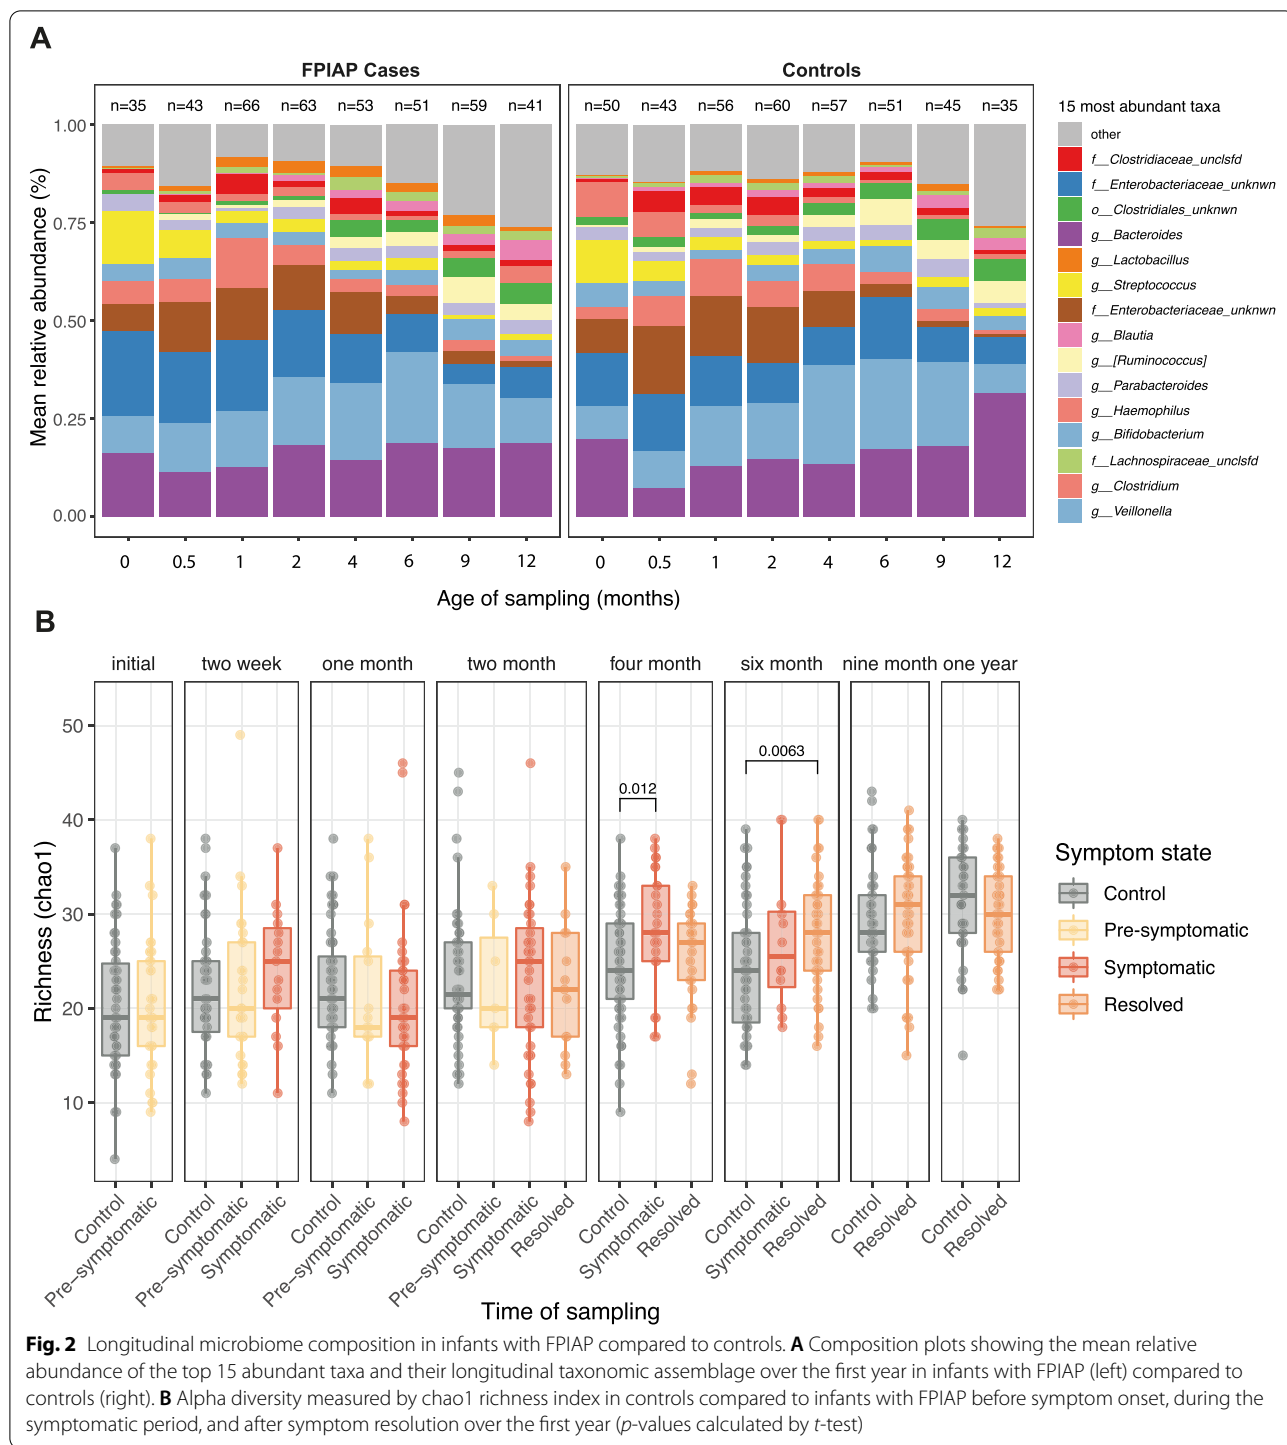 A
FPIAP Cases
Controls
n=35 n=43 n=66 n=63 n=53 n=51 n=59 n=41
n=50 n=43 n=56 n=60 n=57 n=51 n=45 n=35
1.00
0.75
0.50
0.25
0.00
Mean relative abundance (%)
0 0.5 1 2 4 6 9 12
0 0.5 1 2 4 6 9 12
Age of sampling (months)
15 most abundant taxa
other
f__Clostridiaceae_unclsfd
f__Enterobacteriaceae_unknwn
o__Clostridiales_unknwn
g__Bacteroides
g__Lactobacillus
g__Streptococcus
f__Enterobacteriaceae_unknwn
g__Blautia
g__[Ruminococcus]
g__Parabacteroides
g__Haemophilus
g__Bifidobacterium
f__Lachnospiraceae_unclsfd
g__Clostridium
g__Veillonella
B
initial two week one month two month four month six month nine month one year
50
40
30
20
10
Richness (chao1)
0.012
0.0063
Control
Pre−symptomatic
Control
Pre−symptomatic
Symptomatic
Control
Pre−symptomatic
Symptomatic
Control
Pre−symptomatic
Symptomatic
Resolved
Control
Symptomatic
Resolved
Control
Symptomatic
Resolved
Control
Resolved
Control
Resolved
Time of sampling
Symptom state
Control
Pre-symptomatic
Symptomatic
Resolved
Fig. 2 Longitudinal microbiome composition in infants with FPIAP compared to controls. A Composition plots showing the mean relative
abundance of the top 15 abundant taxa and their longitudinal taxonomic assemblage over the first year in infants with FPIAP (left) compared to
controls (right). B Alpha diversity measured by chao1 richness index in controls compared to infants with FPIAP before symptom onset, during the
symptomatic period, and after symptom resolution over the first year (p-values calculated by t-test)